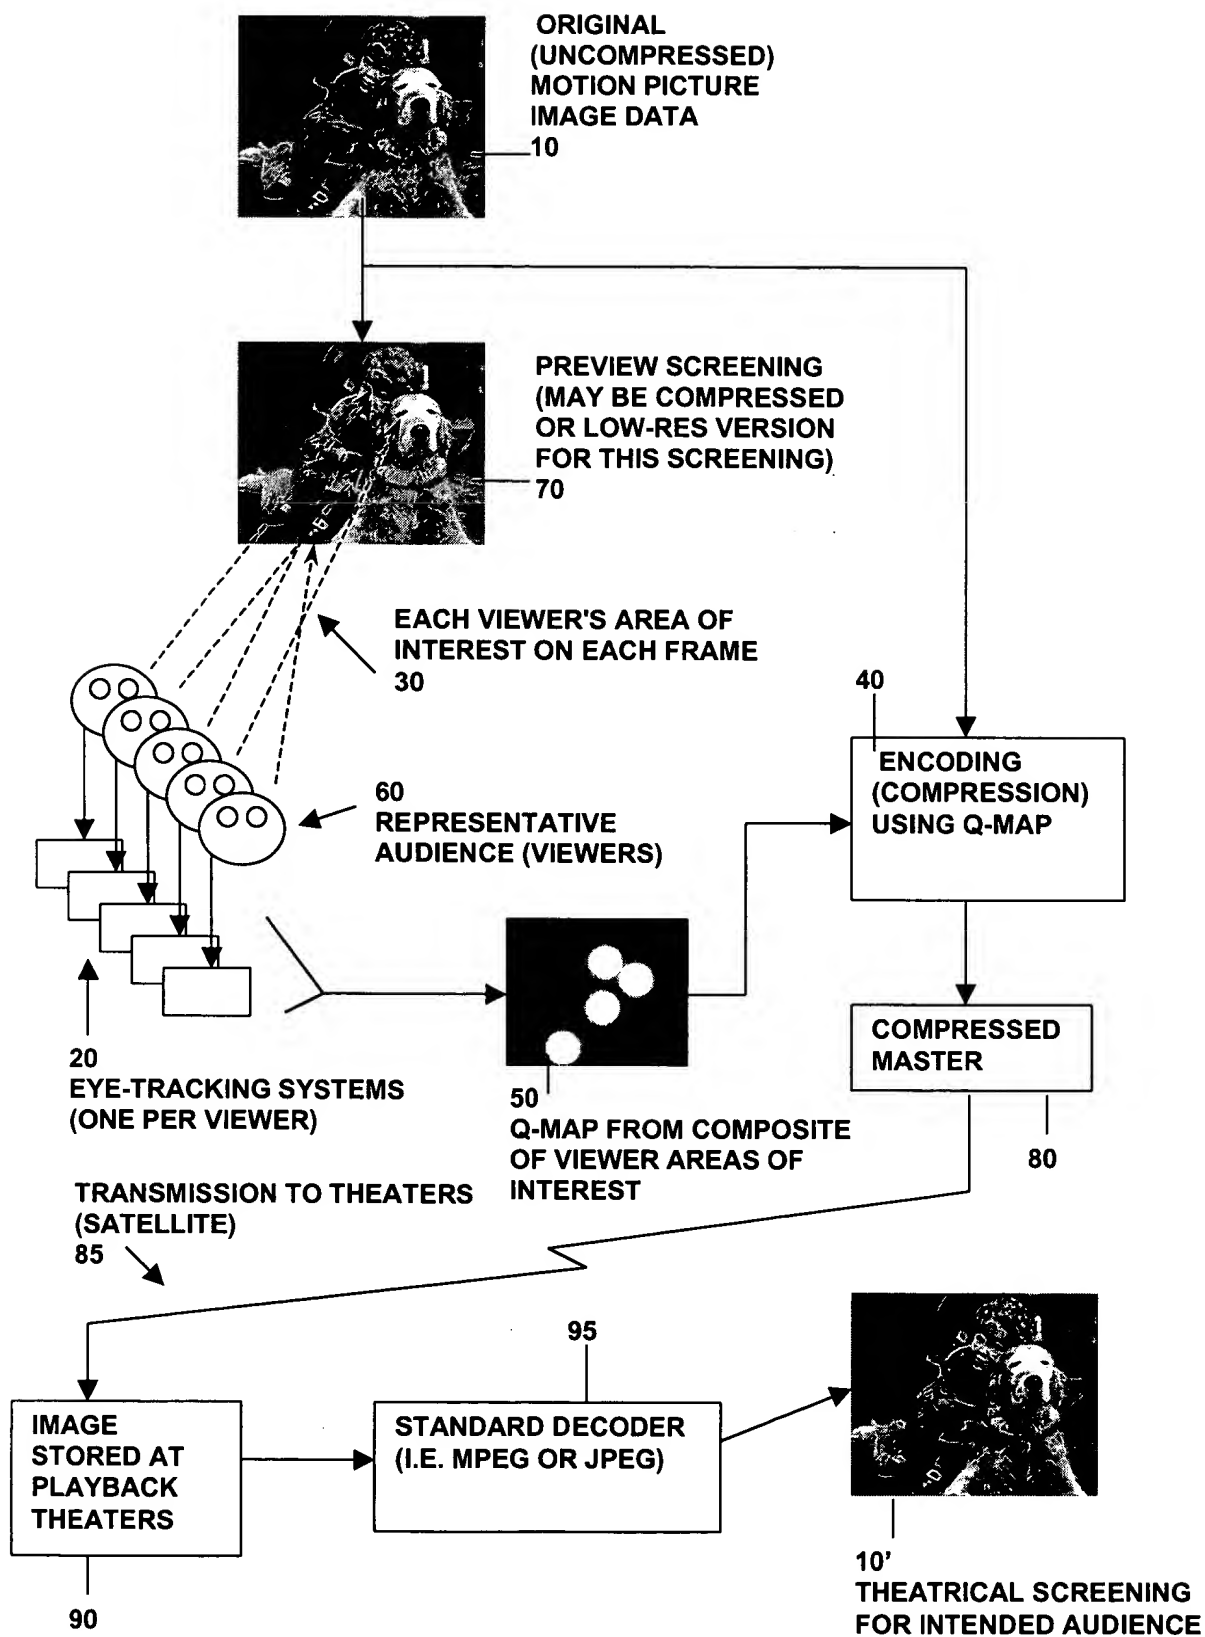 ORIGINAL
(UNCOMPRESSED)
MOTION PICTURE
IMAGE DATA
10
PREVIEW SCREENING
(MAY BE COMPRESSED
OR LOW-RES VERSION
FOR THIS SCREENING)
70
EACH VIEWER'S AREA OF
INTEREST ON EACH FRAME
30
40
ENCODING
(COMPRESSION)
USING Q-MAP
60
REPRESENTATIVE
AUDIENCE (VIEWERS)
20
EYE-TRACKING SYSTEMS
(ONE PER VIEWER)
50
Q-MAP FROM COMPOSITE
OF VIEWER AREAS OF
INTEREST
COMPRESSED
MASTER
80
TRANSMISSION TO THEATERS
(SATELLITE)
85
95
IMAGE
STORED AT
PLAYBACK
THEATERS
90
STANDARD DECODER
(I.E. MPEG OR JPEG)
10'
THEATRICAL SCREENING
FOR INTENDED AUDIENCE